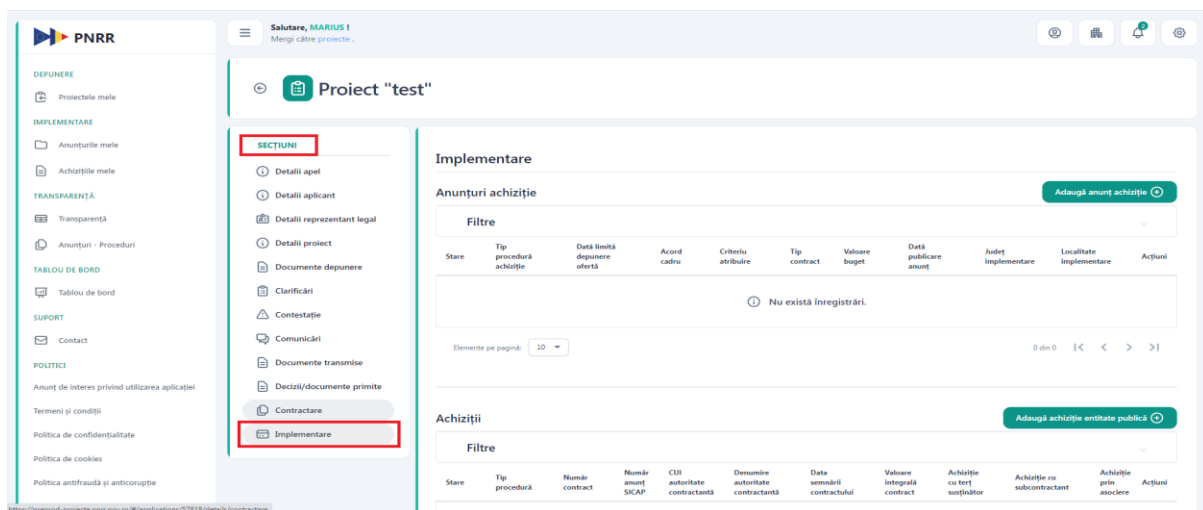 PNRR
Salutare, MARIUS !
Mergi către proiecte .
2
DEPUNERE
Proiectele mele
IMPLEMENTARE
Anunțurile mele
Achizițiile mele
TRANSPARENȚĂ
Transparență
Anunțuri - Proceduri
TABLOU DE BORD
Tablou de bord
SUPORT
Contact
POLITICI
Anunț de interes privind utilizarea aplicației
Termeni și condiții
Politica de confidențialitate
Politica de cookies
Politica antifraudă și anticorupție
Proiect "test"
SECȚIUNI
Detalii apel
Detalii aplicant
Detalii reprezentant legal
Detalii proiect
Documente depunere
Clarificări
Contestație
Comunicări
Documente transmise
Decizii/documente primite
Contractare
Implementare
Implementare
Anunțuri achiziție
Adaugă anunț achiziție
Filtre
Stare
Tip procedură achiziție
Dată limită depunere ofertă
Acord cadru
Criteriu atribuire
Tip contract
Valoare buget
Dată publicare anunț
Județ implementare
Localitate implementare
Acțiuni
Nu există înregistrări.
Elemente pe pagină: 10
0 din 0
Achiziții
Adaugă achiziție entitate publică
Filtre
Stare
Tip procedură
Număr contract
Număr anunț SICAP
CUI autoritate contractantă
Denumire autoritate contractantă
Data semnării contractului
Valoare integrală contract
Achiziție cu terț susținător
Achiziție cu subcontractant
Achiziție prin asociere
Acțiuni